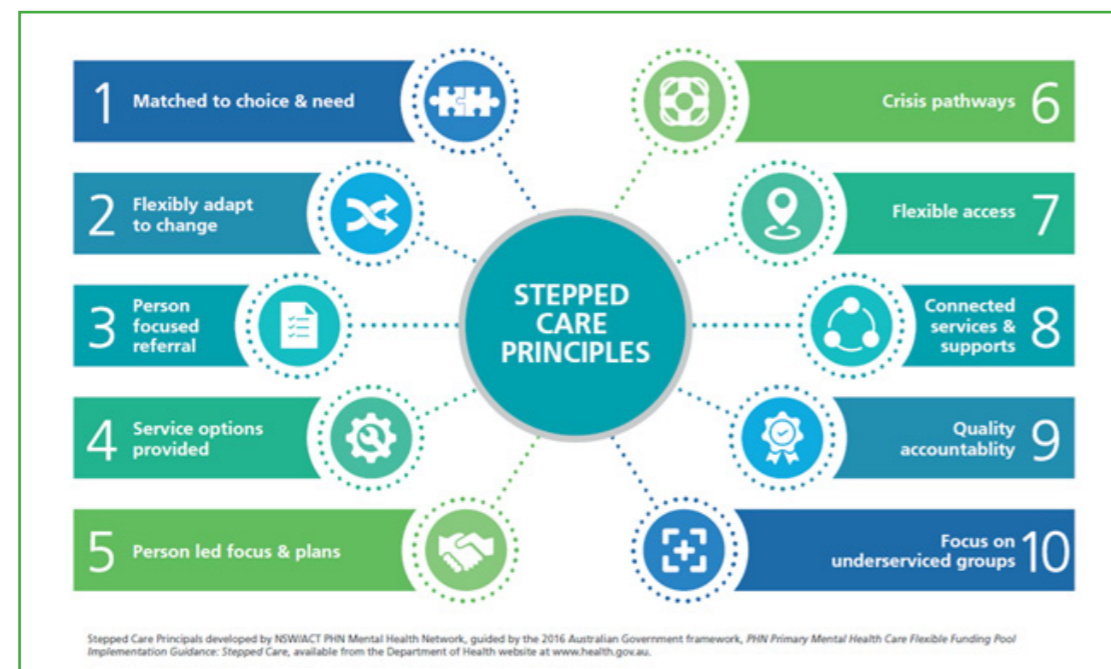 1 Matched to choice & need
2 Flexibly adapt
to change
3 Person
focused
referral
4 Service options
provided
5 Person led focus & plans
STEPPED
CARE
PRINCIPLES
Crisis pathways 6
Flexible access 7
Connected
services &
supports 8
Quality
accountablity 9
Focus on
underserviced groups 10
Stepped Care Principals developed by NSW/ACT PHN Mental Health Network, guided by the 2016 Australian Government framework, PHN Primary Mental Health Care Flexible Funding Pool
Implementation Guidance: Stepped Care, available from the Department of Health website at www.health.gov.au.